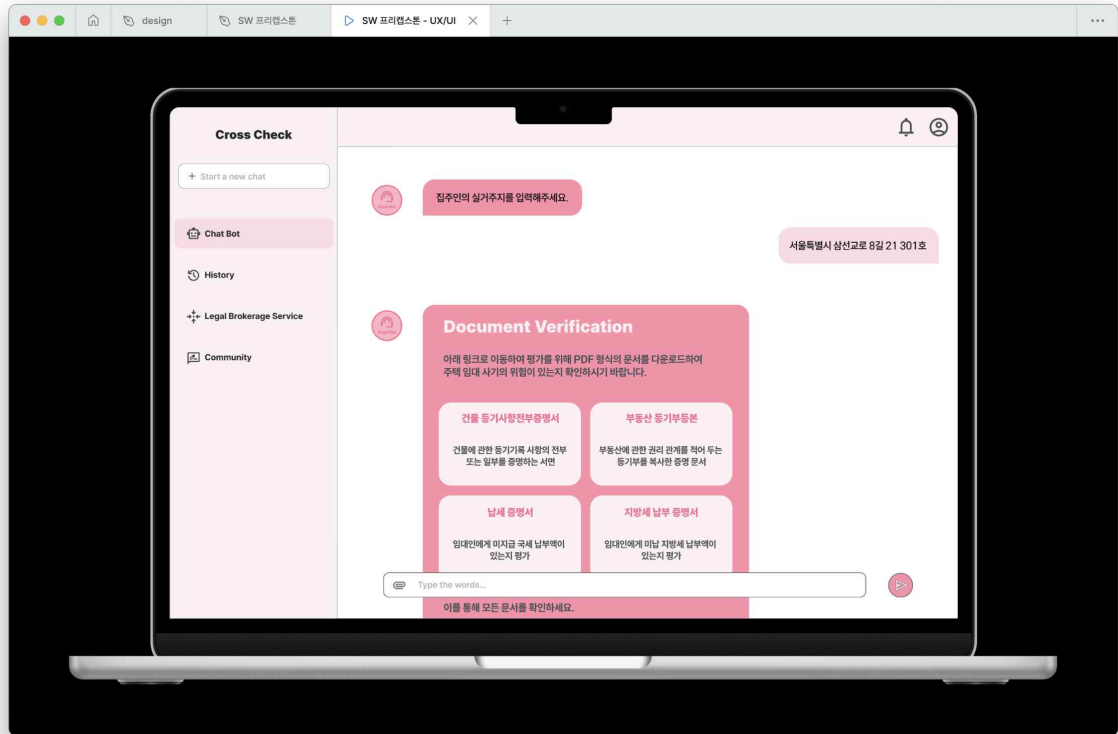 design
SW 프리캡스톤
SW 프리캡스톤 - UX/UI
Cross Check
+ Start a new chat
Chat Bot
History
Legal Brokerage Service
Community
Chat Bot
집주인의 실거주지를 입력해주세요.
서울특별시 삼선교로 8길 21 301호
Chat Bot
Document Verification
아래 링크로 이동하여 평가를 위해 PDF 형식의 문서를 다운로드하여
주택 임대 사기의 위험이 있는지 확인하시기 바랍니다.
건물 등기사항전부증명서
건물에 관한 등기기록 사항의 전부
또는 일부를 증명하는 서면
부동산 등기부등본
부동산에 관한 권리 관계를 적어 두는
등기부를 복사한 증명 문서
납세 증명서
임대인에게 미지급 국세 납부액이
있는지 평가
지방세 납부 증명서
임대인에게 미납 지방세 납부액이
있는지 평가
Type the words...
이를 통해 모든 문서를 확인하세요.